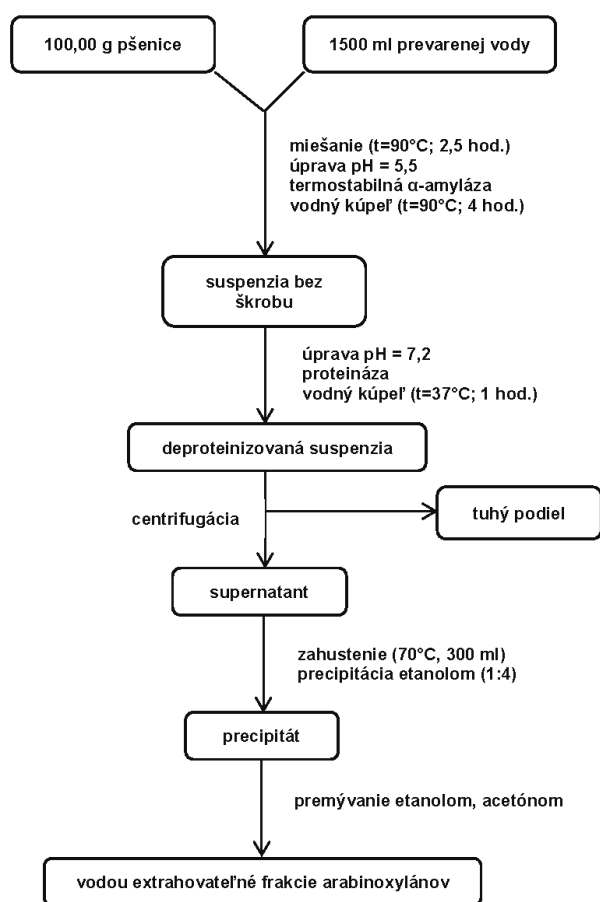 100,00 g pšenice
1500 ml prevarenej vody
miešanie (t=90°C; 2,5 hod.)
úprava pH = 5,5
termostabilná α-amyláza
vodný kúpeľ (t=90°C; 4 hod.)
suspenzia bez
škrobu
úprava pH = 7,2
proteináza
vodný kúpeľ (t=37°C; 1 hod.)
deproteinizovaná suspenzia
centrifugácia
tuhý podiel
supernatant
zahustenie (70°C, 300 ml)
precipitácia etanolom (1:4)
precipitát
premývanie etanolom, acetónom
vodou extrahovateľné frakcie arabinoxylánov